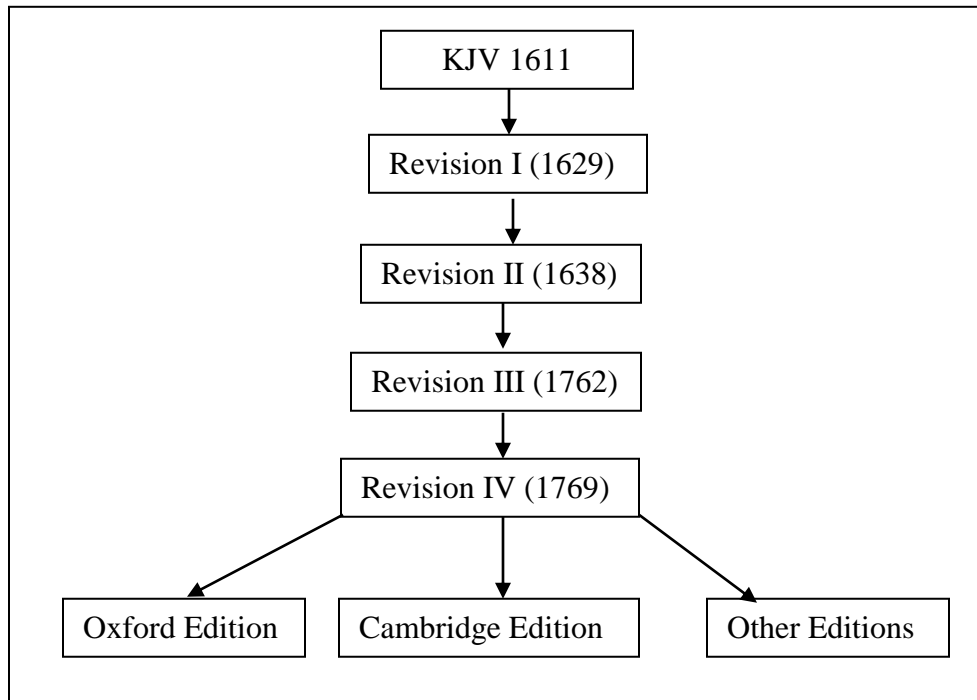 KJV 1611
Revision I (1629)
Revision II (1638)
Revision III (1762)
Revision IV (1769)
Oxford Edition
Cambridge Edition
Other Editions